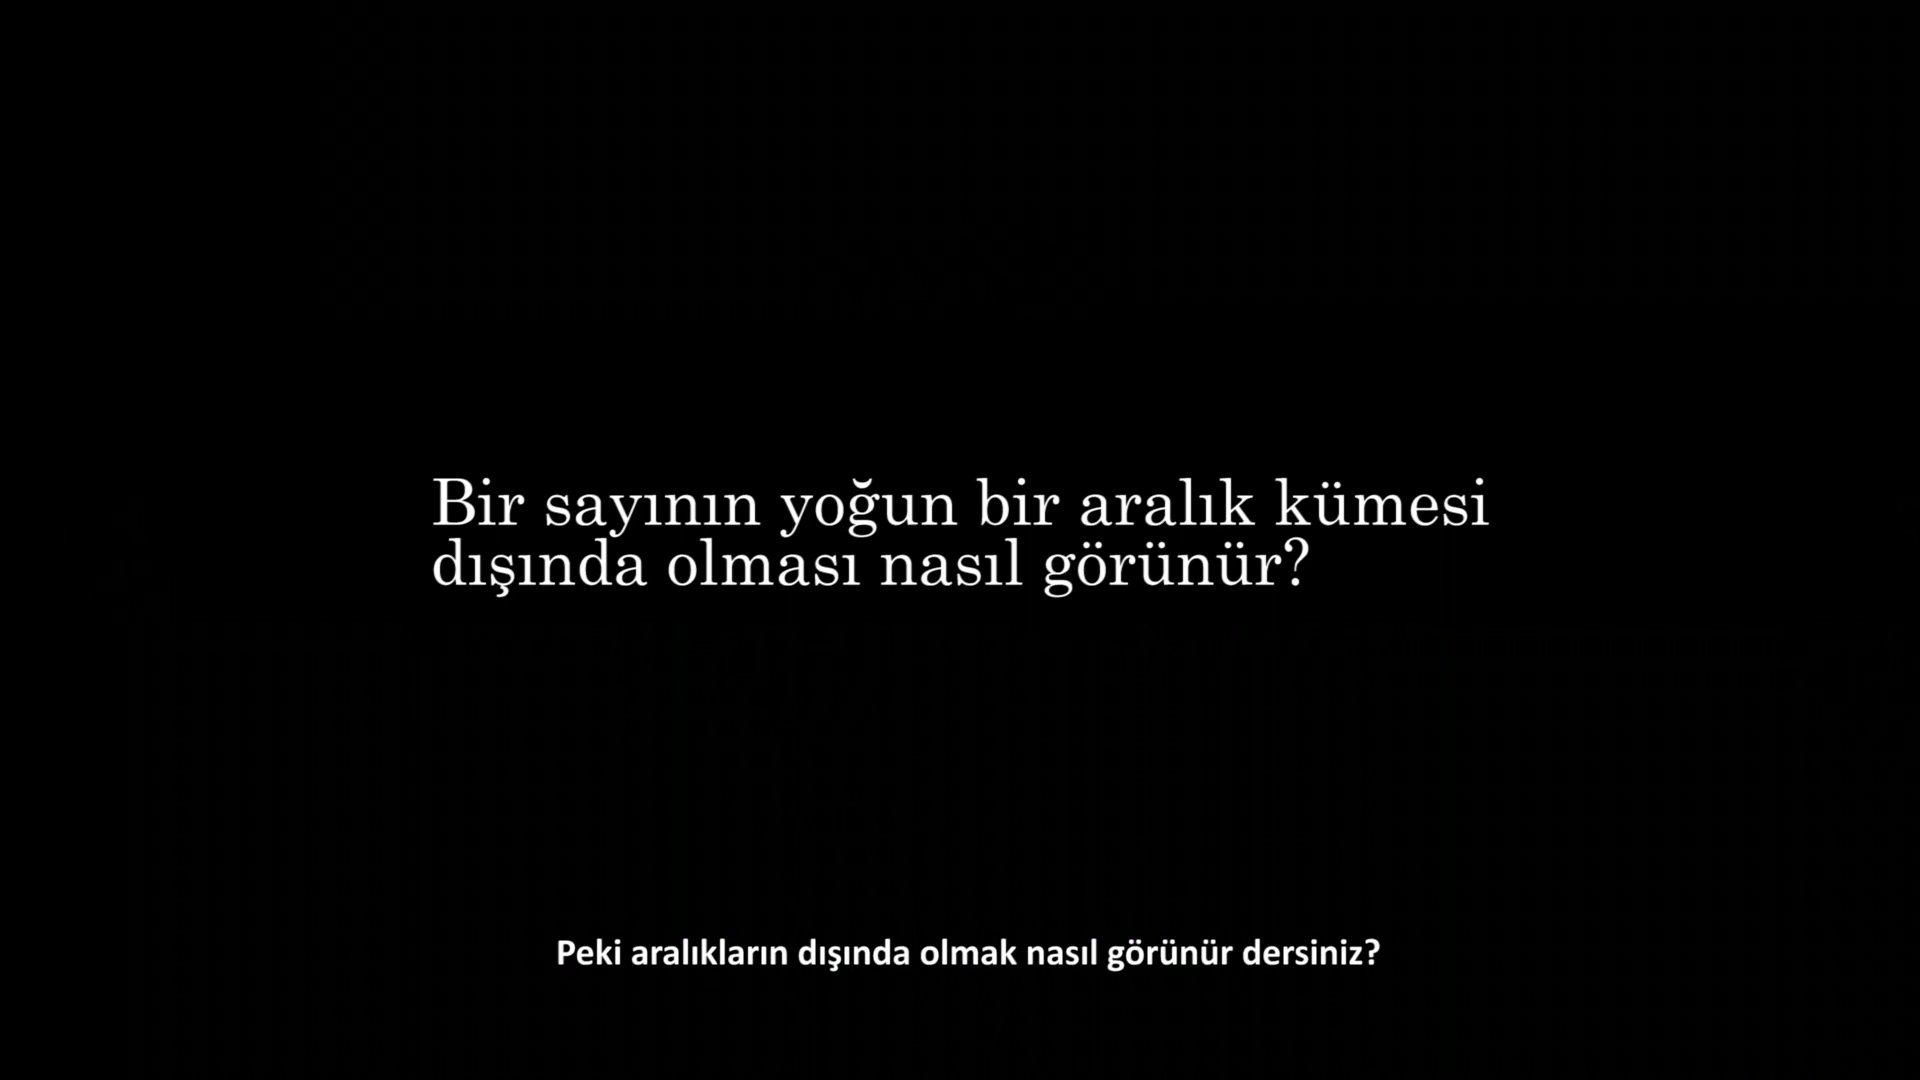 Bir sayının yoğun bir aralık kümesi
dışında olması nasıl görünür?
Peki aralıkların dışında olmak nasıl görünür dersiniz?